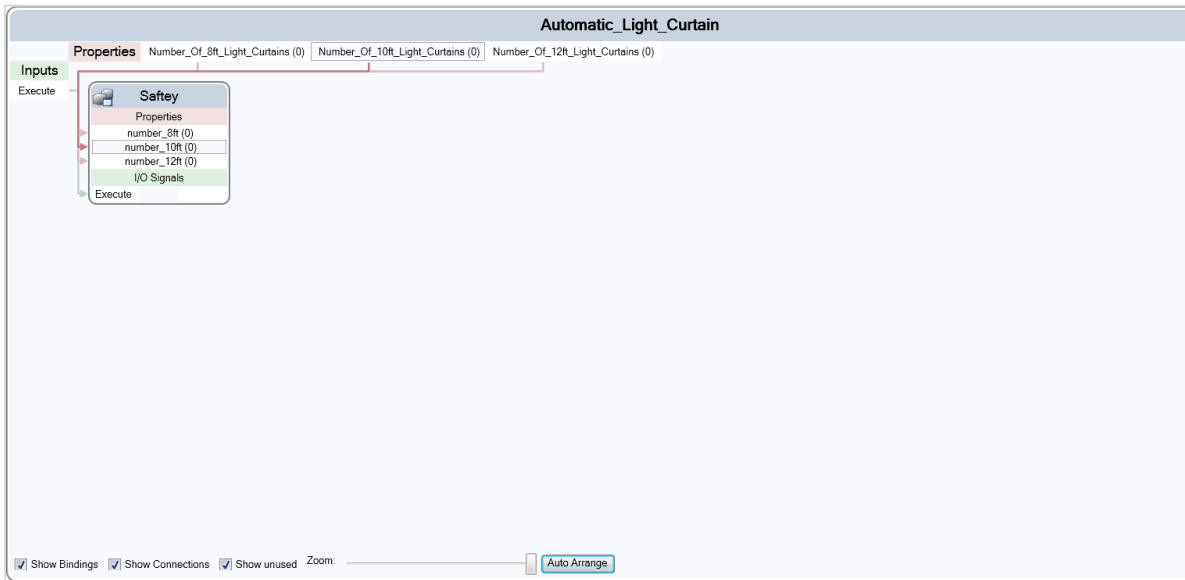 Automatic_Light_Curtain
Properties Number_Of_8ft_Light_Curtains (0) Number_Of_10ft_Light_Curtains (0) Number_Of_12ft_Light_Curtains (0)
Inputs
Execute
Saftey
Properties
number_8ft (0)
number_10ft (0)
number_12ft (0)
I/O Signals
Execute
Show Bindings Show Connections Show unused Zoom: Auto Arrange